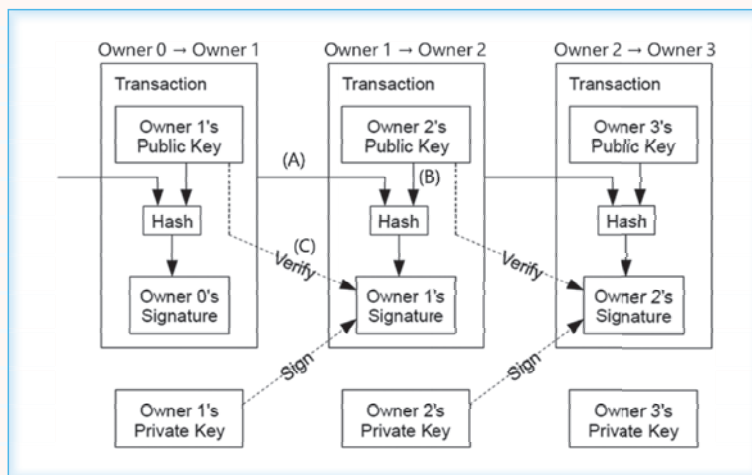 Owner 0 → Owner 1
Owner 1 → Owner 2
Owner 2 → Owner 3
Transaction
Transaction
Transaction
Owner 1's
Public Key
Owner 2's
Public Key
Owner 3's
Public Key
(A)
(B)
Hash
Hash
Hash
(C)
Verify
Verify
Owner 0's
Signature
Owner 1's
Signature
Owner 2's
Signature
Sign
Sign
Owner 1's
Private Key
Owner 2's
Private Key
Owner 3's
Private Key